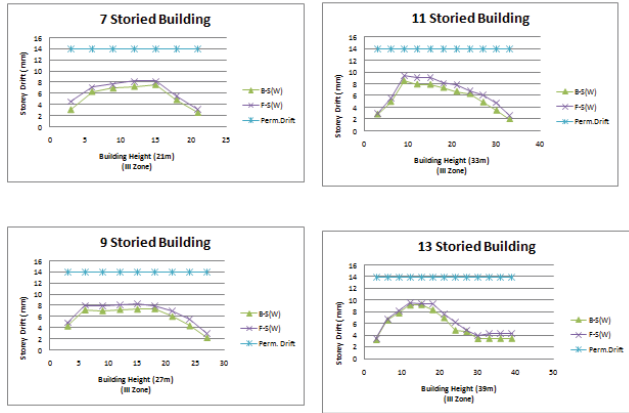 7 Storied Building
16
14
12
10
8
6
4
2
0
Storey Drift (mm)
0 5 10 15 20 25
Building Height (21m)
(III Zone)
B-S(W)
F-S(W)
Perm.Drift
11 Storied Building
16
14
12
10
8
6
4
2
0
Storey Drift (mm)
0 10 20 30 40
Building Height (33m)
(III Zone)
B-S(W)
F-S(W)
Perm.Drift
9 Storied Building
16
14
12
10
8
6
4
2
0
Storey Drift (mm)
0 5 10 15 20 25 30
Building Height (27m)
(III Zone)
B-S(W)
F-S(W)
Perm. Drift
13 Storied Building
16
14
12
10
8
6
4
2
0
Storey Drift (mm)
0 10 20 30 40 50
Building Height (39m)
(III Zone)
B-S(W)
F-S(W)
Perm.Drift